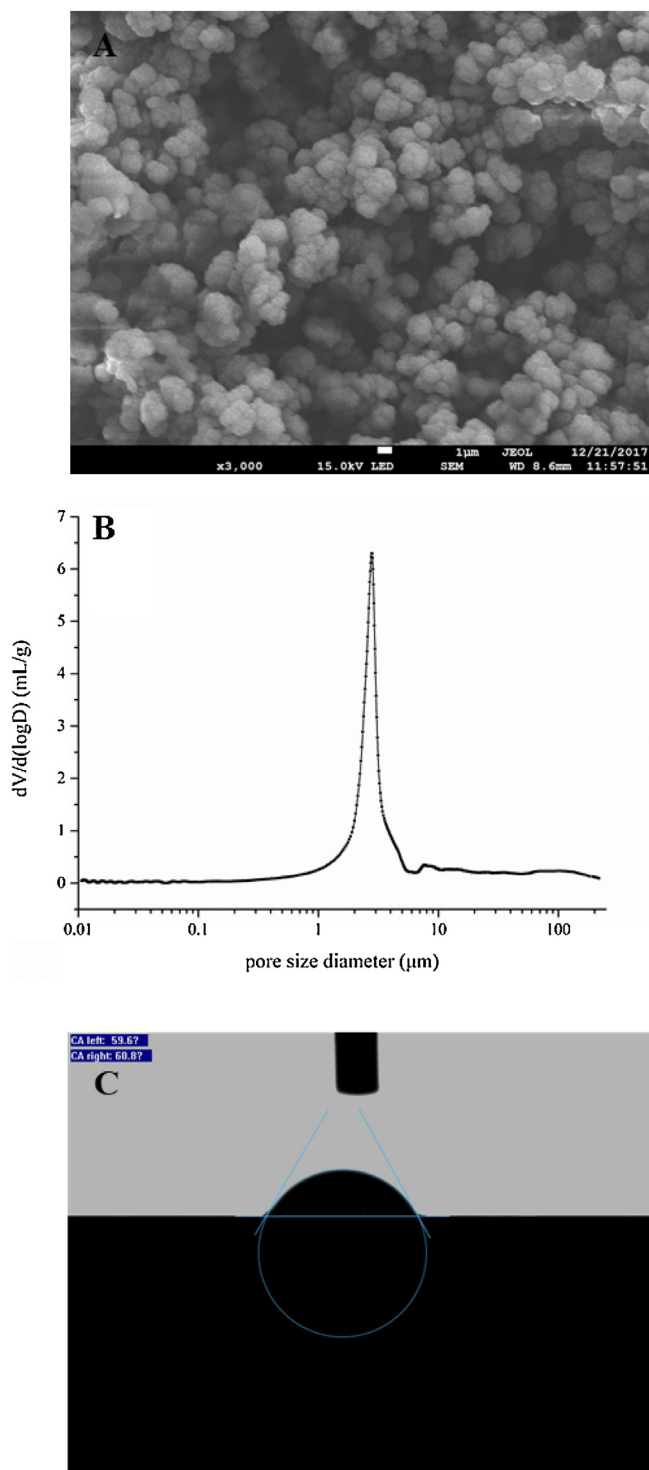 A
1μm JEOL 12/21/2017
x3,000 15.0kV LED SEM WD 8.6mm 11:57:51
B
7
6
5
4
3
2
1
0
dV/d(logD) (mL/g)
0.01 0.1 1 10 100
pore size diameter (μm)
CA left: 59.6?
CA right: 60.8?
C